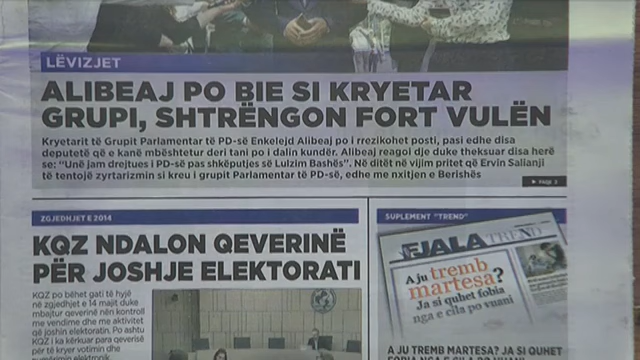 LËVIZJET
ALIBEAJ PO BIE SI KRYETAR
GRUPI, SHTRËNGON FORT VULËN
Kryetarit të Grupit Parlamentar të PD-së Enkelejd Alibeaj po i rrezikohet posti, pasi edhe disa
deputetë që e kanë mbështetur deri tani po i dalin kundër. Alibeaj reagoi dje duke theksuar disa herë
se: “Unë jam drejtues i PD-së pas shkëputjes së Lulzim Bashës”. Në ditët në vijim pritet që Ervin Salianji
të tentojë zyrtarizmin si kreu i grupit Parlamentar të PD-së, edhe me nxitjen e Berishës
FAQE 3
ZGJEDHJET E 2014
KQZ NDALON QEVERINË
PËR JOSHJE ELEKTORATI
KQZ po bëhet gati të hyjë
në zgjedhjet e 14 majit duke
mbajtur qeverinë nën kontroll
me vendime dhe me aktivitet
që joshin elektoratin. Po ashtu
KQZ i ka kërkuar para qeverisë
për të kryer votimin dhe
numërimin elektronik
SUPLEMENT "TREND"
FJALA TREND
A ju tremb
martesa?
Ja si quhet fobia
nga e cila po vuani
A JU TREMB MARTESA? JA SI QUHET
FOBIA NGA E CILA PO VUANI